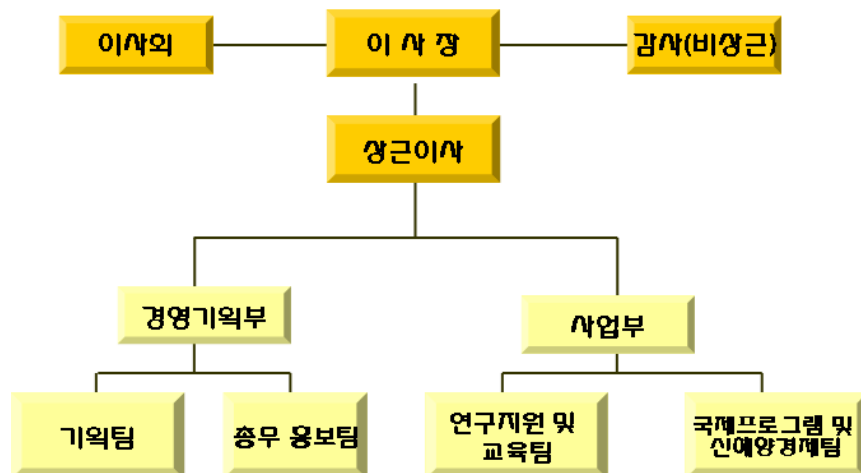 이사회
이 사 장
감사(비상근)
상근이사
경영기획부
사업부
기획팀
총무 홍보팀
연구지원 및
교육팀
국제프로그램 및
신해양경제팀